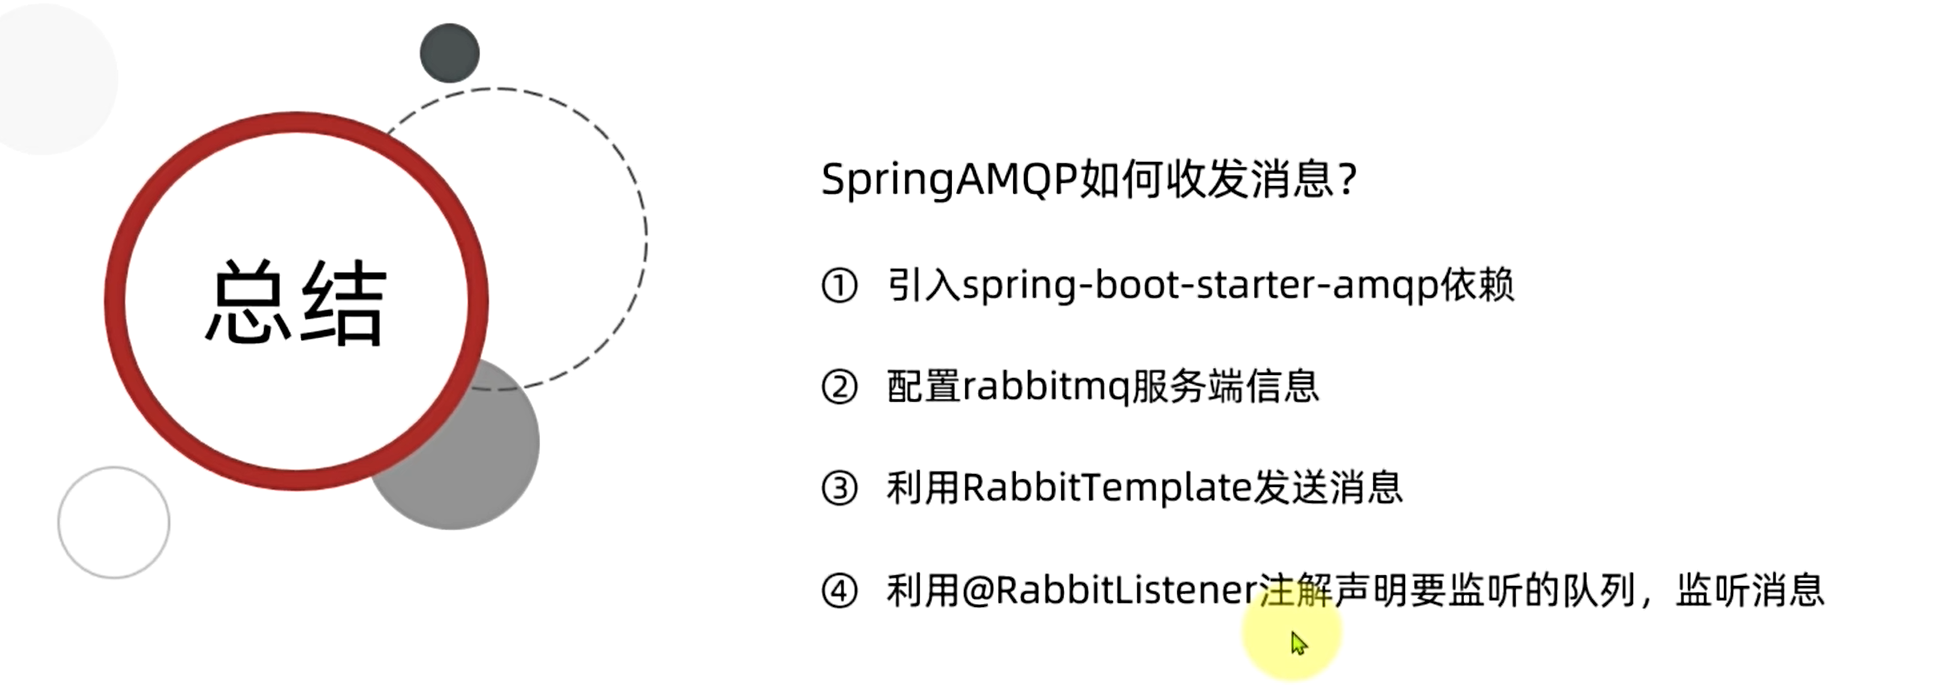 总结
SpringAMQP如何收发消息？
① 引入spring-boot-starter-amqp依赖
② 配置rabbitmq服务端信息
③ 利用RabbitTemplate发送消息
④ 利用@RabbitListener注解声明要监听的队列，监听消息